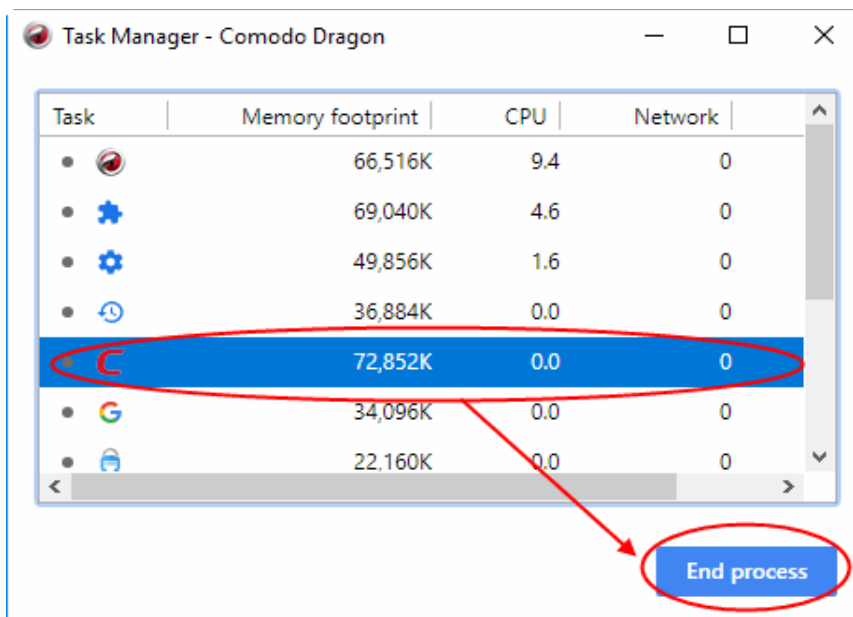 Task Manager - Comodo Dragon
Task Memory footprint CPU Network
66,516K 9.4 0
69,040K 4.6 0
49,856K 1.6 0
36,884K 0.0 0
C 72,852K 0.0 0
G 34,096K 0.0 0
22,160K 0.0 0
End process